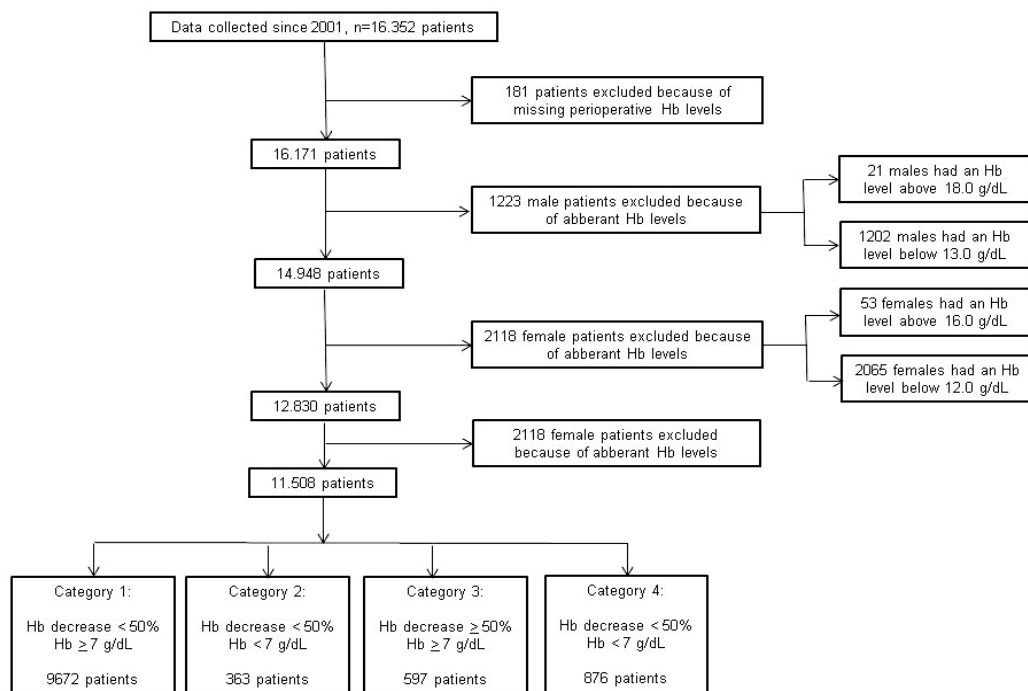 Data collected since 2001, n=16.352 patients
181 patients excluded because of
missing perioperative Hb levels
16.171 patients
1223 male patients excluded because
of abberant Hb levels
21 males had an Hb
level above 18.0 g/dL
1202 males had an Hb
level below 13.0 g/dL
14.948 patients
2118 female patients excluded because
of abberant Hb levels
53 females had an Hb
level above 16.0 g/dL
2065 females had an Hb
level below 12.0 g/dL
12.830 patients
2118 female patients excluded
because of abberant Hb levels
11.508 patients
Category 1:
Hb decrease <50%
Hb ≥7 g/dL
9672 patients
Category 2:
Hb decrease <50%
Hb <7 g/dL
363 patients
Category 3:
Hb decrease ≥50%
Hb ≥7 g/dL
597 patients
Category 4:
Hb decrease <50%
Hb <7 g/dL
876 patients